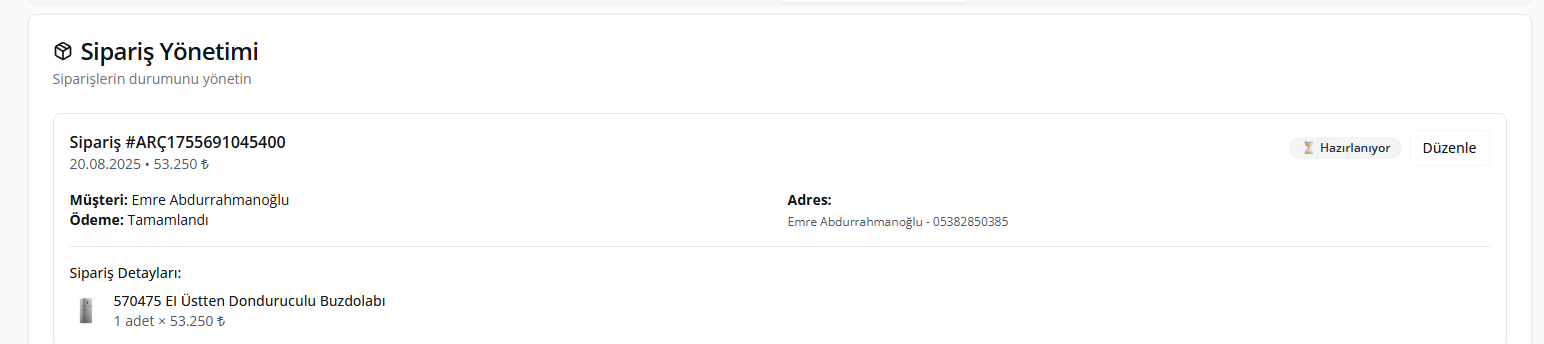 Sipariş Yönetimi
Siparişlerin durumunu yönetin
Sipariş #ARÇ1755691045400
20.08.2025 • 53.250 ₺
⏳ Hazırlanıyor
Düzenle
Müşteri: Emre Abdurrahmanoğlu
Ödeme: Tamamlandı
Adres:
Emre Abdurrahmanoğlu - 05382850385
Sipariş Detayları:
570475 EI Üstten Donduruculu Buzdolabı
1 adet × 53.250 ₺